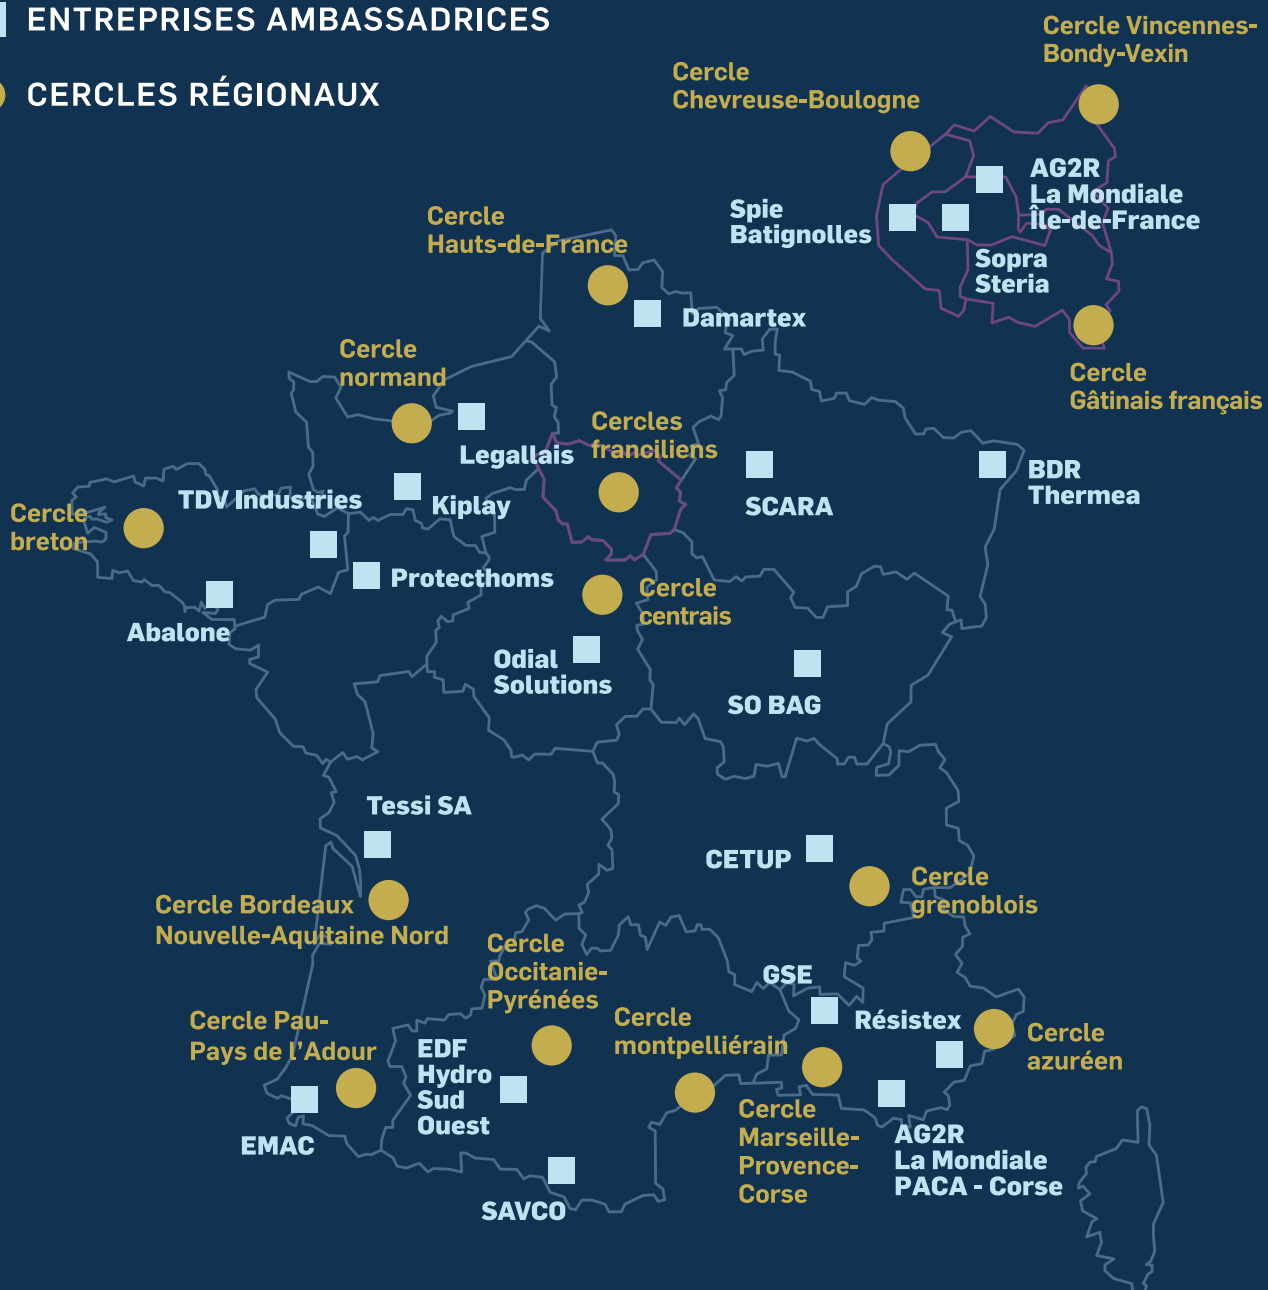 ENTREPRISES AMBASSADRICES
CERCLES RÉGIONAUX
Cercle Vincennes-
Bondy-Vexin
Cercle
Chevreuse-Boulogne
AG2R
La Mondiale
Île-de-France
Spie
Batignolles
Sopra
Steria
Cercle
Gâtinais français
Cercle
Hauts-de-France
Damartex
Cercle
normand
Legallais
Cercles
franciliens
Kiplay
TDV Industries
SCARA
BDR
Thermea
Cercle
breton
Protecthoms
Cercle
centrais
Abalone
Odial
Solutions
SO BAG
Tessi SA
CETUP
Cercle
grenoblois
Cercle Bordeaux
Nouvelle-Aquitaine Nord
Cercle
Occitanie-
Pyrénées
GSE
Cercle Pau-
Pays de l'Adour
Cercle
montpelliérain
Résistex
Cercle
azuréen
EDF
Hydro
Sud
Ouest
EMAC
Cercle
Marseille-
Provence-
Corse
AG2R
La Mondiale
PACA - Corse
SAVCO